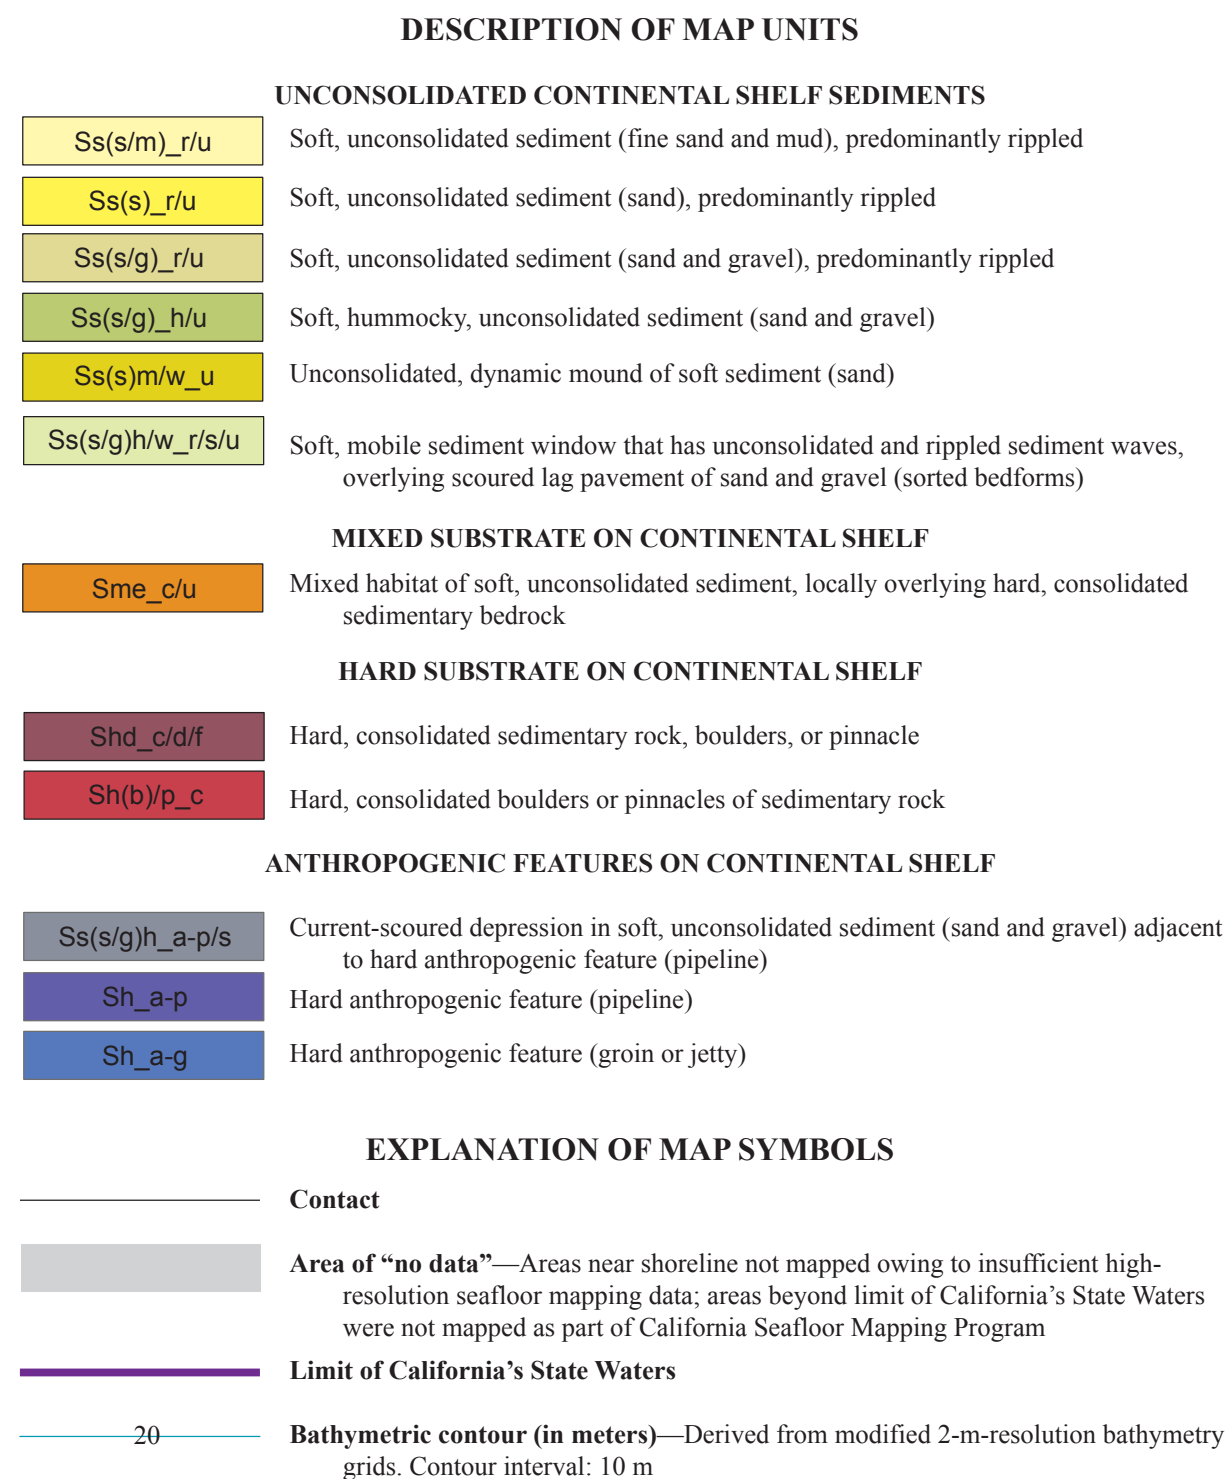 DESCRIPTION OF MAP UNITS
UNCONSOLIDATED CONTINENTAL SHELF SEDIMENTS
Ss(s/m)_r/u Soft, unconsolidated sediment (fine sand and mud), predominantly rippled
Ss(s)_r/u Soft, unconsolidated sediment (sand), predominantly rippled
Ss(s/g)_r/u Soft, unconsolidated sediment (sand and gravel), predominantly rippled
Ss(s/g)_h/u Soft, hummocky, unconsolidated sediment (sand and gravel)
Ss(s)m/w_u Unconsolidated, dynamic mound of soft sediment (sand)
Ss(s/g)h/w_r/s/u Soft, mobile sediment window that has unconsolidated and rippled sediment waves,
overlying scoured lag pavement of sand and gravel (sorted bedforms)
MIXED SUBSTRATE ON CONTINENTAL SHELF
Sme_c/u Mixed habitat of soft, unconsolidated sediment, locally overlying hard, consolidated
sedimentary bedrock
HARD SUBSTRATE ON CONTINENTAL SHELF
Shd_c/d/f Hard, consolidated sedimentary rock, boulders, or pinnacle
Sh(b)/p_c Hard, consolidated boulders or pinnacles of sedimentary rock
ANTHROPOGENIC FEATURES ON CONTINENTAL SHELF
Ss(s/g)h_a-p/s Current-scoured depression in soft, unconsolidated sediment (sand and gravel) adjacent
to hard anthropogenic feature (pipeline)
Sh_a-p Hard anthropogenic feature (pipeline)
Sh_a-g Hard anthropogenic feature (groin or jetty)
EXPLANATION OF MAP SYMBOLS
Contact
Area of “no data”—Areas near shoreline not mapped owing to insufficient high-
resolution seafloor mapping data; areas beyond limit of California’s State Waters
were not mapped as part of California Seafloor Mapping Program
Limit of California’s State Waters
20 Bathymetric contour (in meters)—Derived from modified 2-m-resolution bathymetry
grids. Contour interval: 10 m